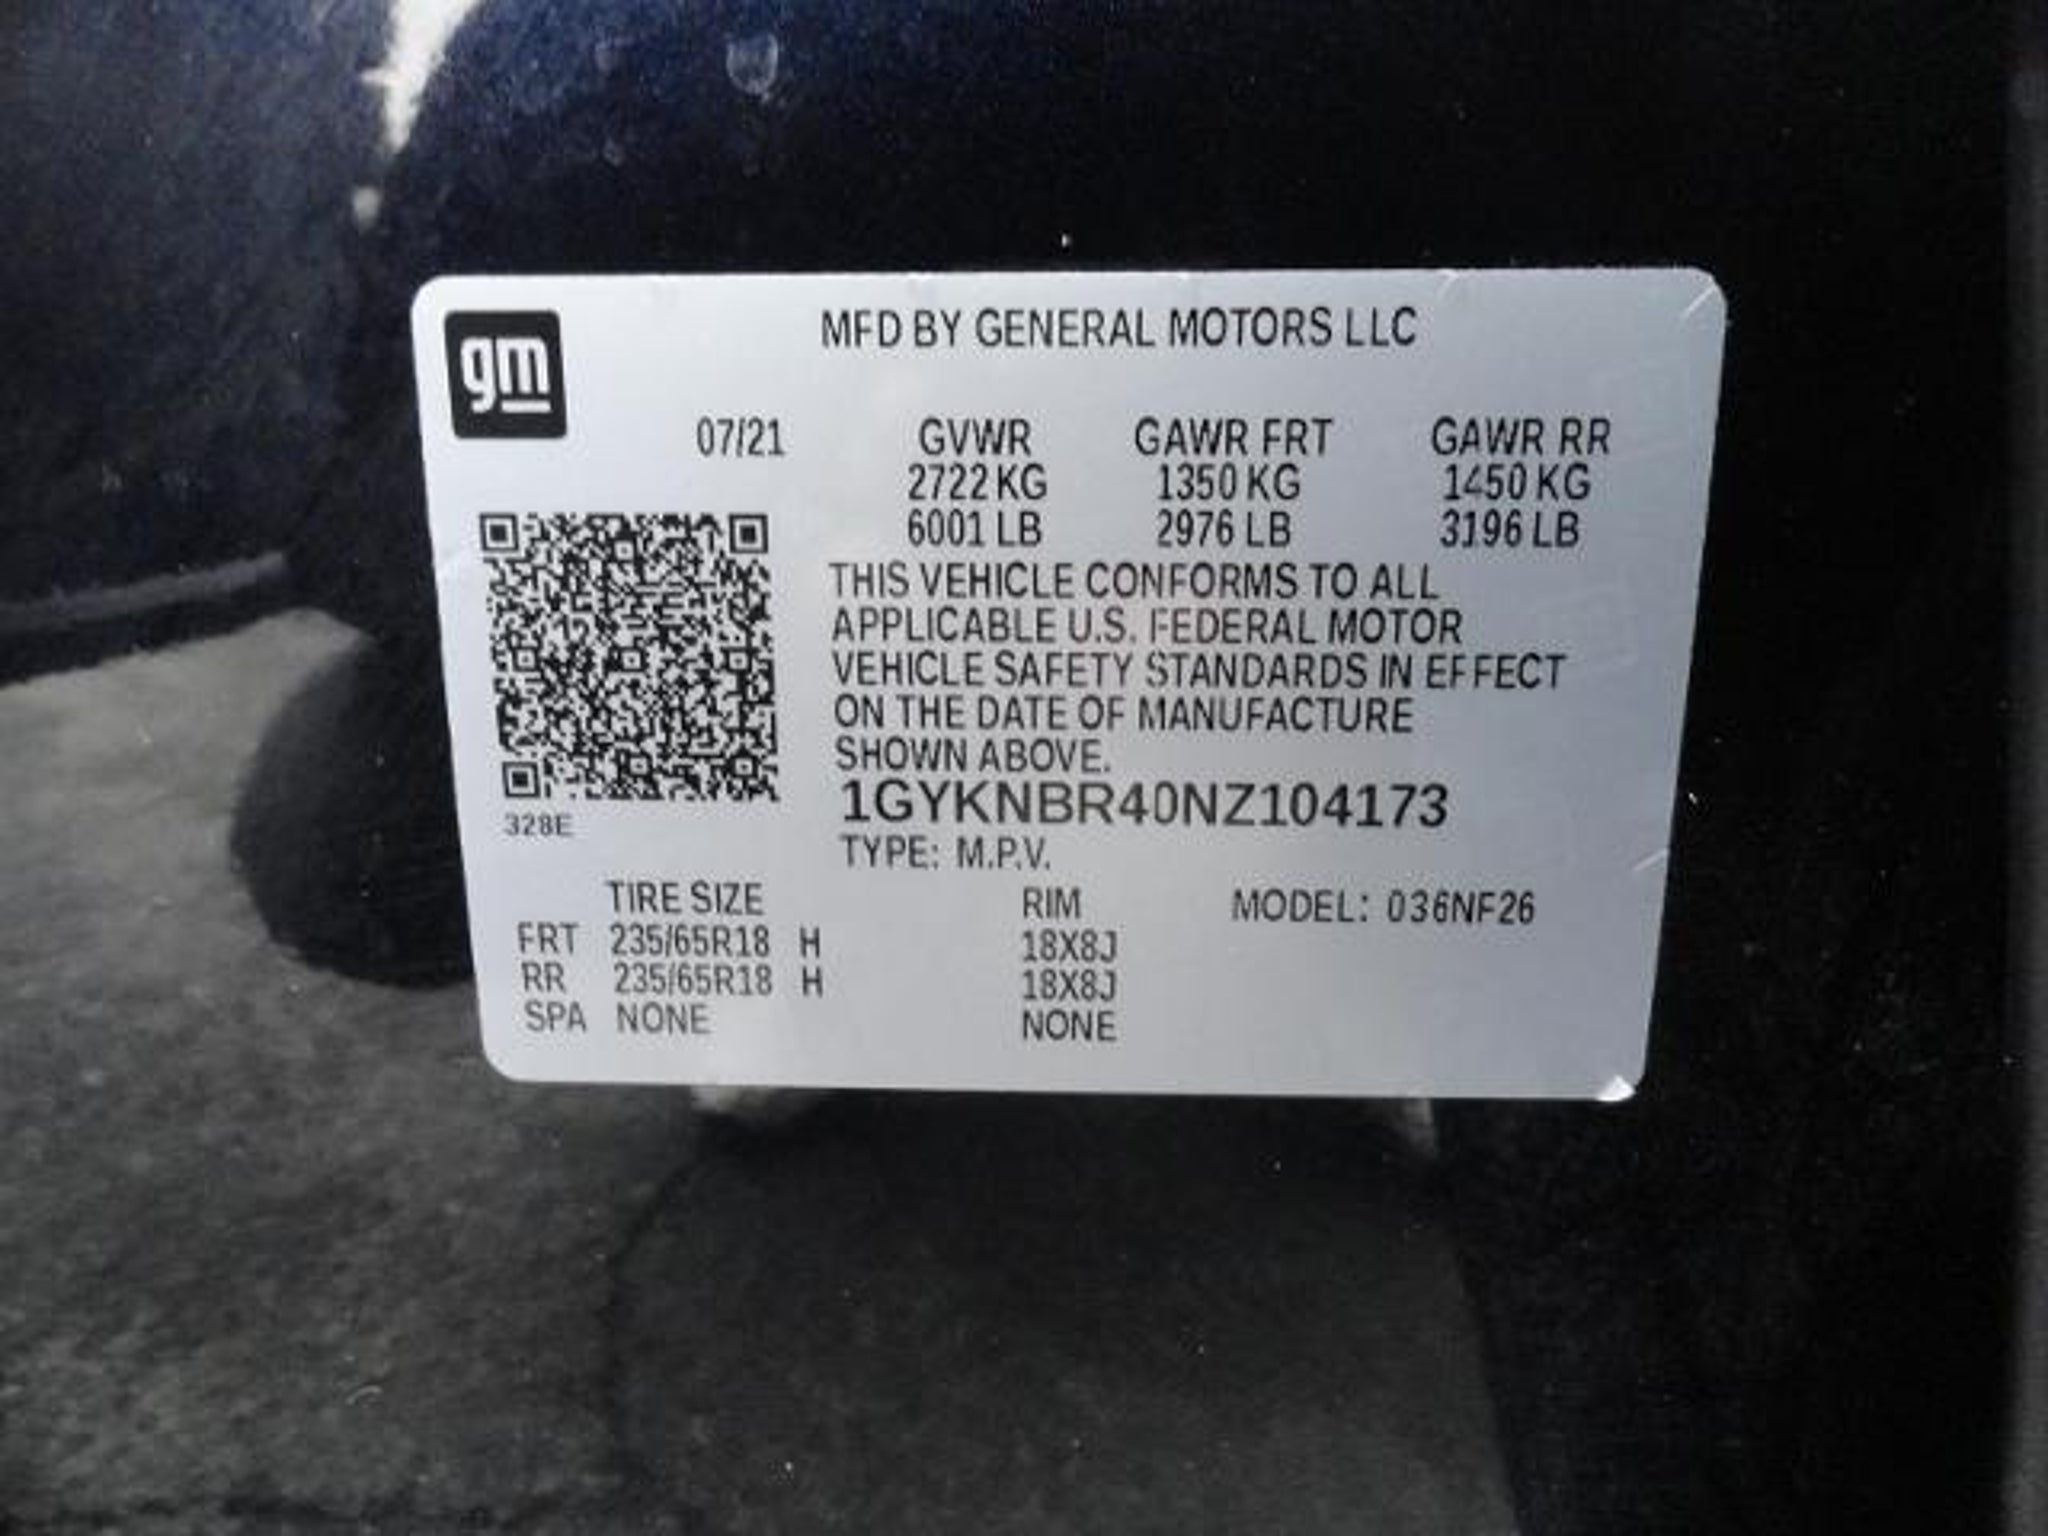 gm
MFD BY GENERAL MOTORS LLC
07/21 GVWR GAWR FRT GAWR RR
2722 KG 1350 KG 1450 KG
6001 LB 2976 LB 3196 LB
THIS VEHICLE CONFORMS TO ALL
APPLICABLE U.S. FEDERAL MOTOR
VEHICLE SAFETY STANDARDS IN EFFECT
ON THE DATE OF MANUFACTURE
SHOWN ABOVE.
1GYKNBR40NZ104173
328E
TYPE: M.P.V.
TIRE SIZE RIM MODEL: 036NF26
FRT 235/65R18 H 18X8J
RR 235/65R18 H 18X8J
SPA NONE NONE